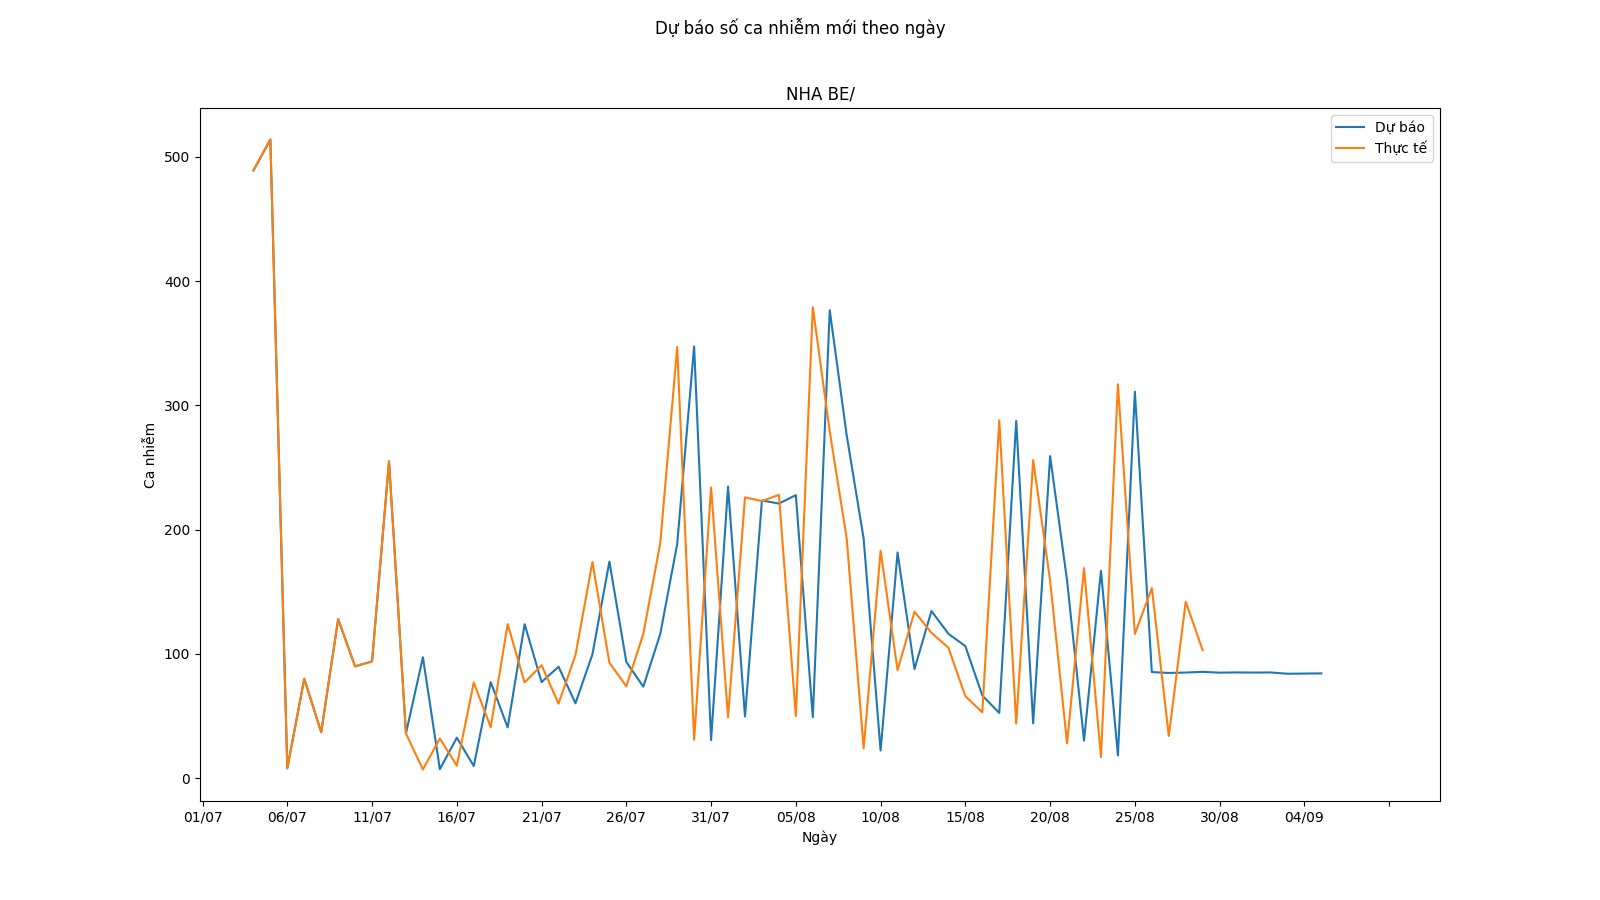 Dự báo số ca nhiễm mới theo ngày
NHA BE/
Dự báo
Thực tế
500
400
300
200
100
0
Ca nhiễm
01/07 06/07 11/07 16/07 21/07 26/07 31/07 05/08 10/08 15/08 20/08 25/08 30/08 04/09
Ngày